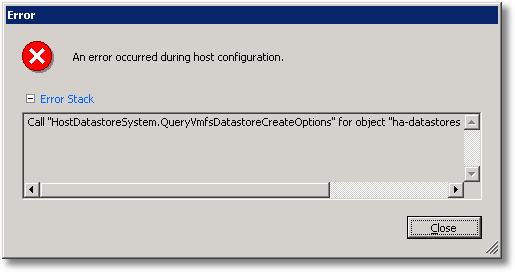 Error
An error occurred during host configuration.
Error Stack
Call "HostDatastoreSystem.QueryVmfsDatastoreCreateOptions" for object "ha-datastores
Close